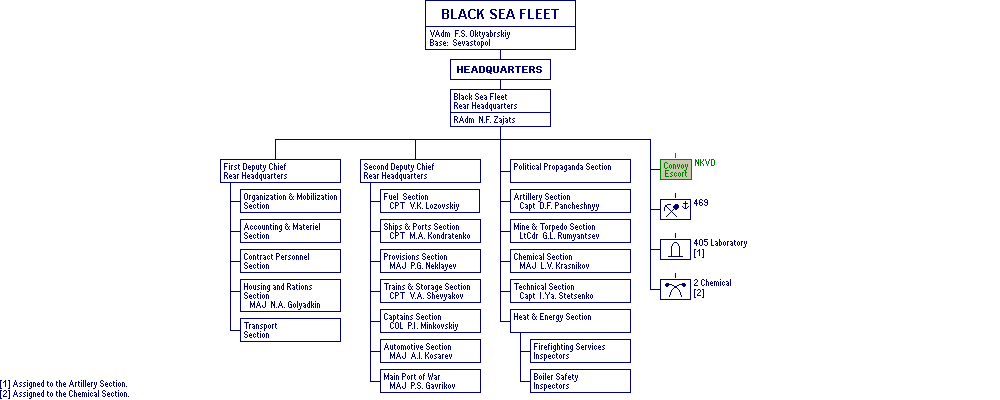 BLACK SEA FLEET
VAdm F.S. Oktyabrskiy
Base: Sevastopol
HEADQUARTERS
Black Sea Fleet
Rear Headquarters
RAdm N.F. Zajats
First Deputy Chief
Rear Headquarters
Organization & Mobilization
Section
Accounting & Materiel
Section
Contract Personnel
Section
Housing and Rations
Section
MAJ N.A. Golyadkin
Transport
Section
Second Deputy Chief
Rear Headquarters
Fuel Section
CPT V.K. Lozovskiy
Ships & Ports Section
CPT M.A. Kondratenko
Provisions Section
MAJ P.G. Neklayev
Trains & Storage Section
CPT V.A. Shevyakov
Captains Section
COL P.I. Minkovskiy
Automotive Section
MAJ A.I. Kosarev
Main Port of War
MAJ P.S. Gavrikov
Political Propaganda Section
Artillery Section
Capt D.F. Pancheshnyy
Mine & Torpedo Section
LtCdr G.L. Rumyantsev
Chemical Section
MAJ L.V. Krasnikov
Technical Section
Capt I.Ya. Stetsenko
Heat & Energy Section
Firefighting Services
Inspectors
Boiler Safety
Inspectors
Convoy
Escort
NKVD
469
405 Laboratory
[1]
2 Chemical
[2]
[1] Assigned to the Artillery Section.
[2] Assigned to the Chemical Section.